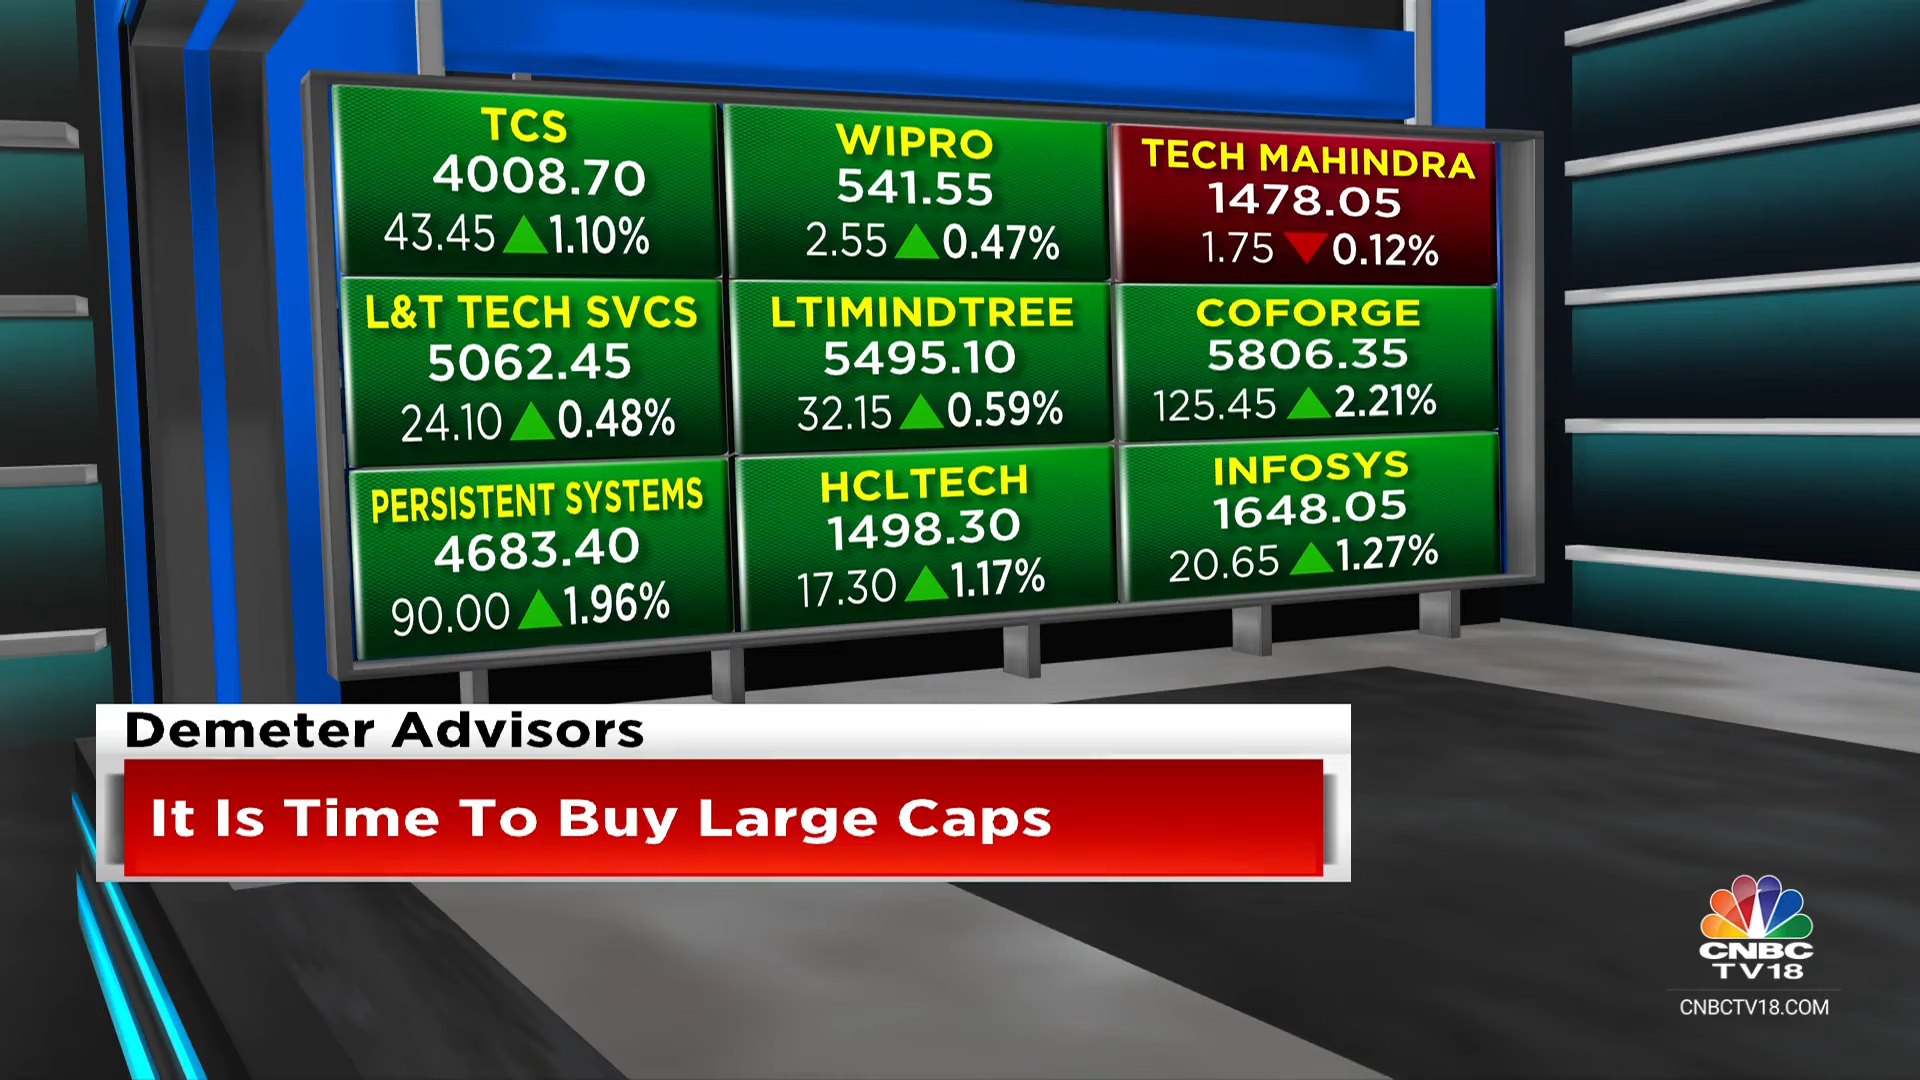 TCS
4008.70
43.45 ▲ 1.10%
WIPRO
541.55
2.55 ▲ 0.47%
TECH MAHINDRA
1478.05
1.75 ▼ 0.12%
L&T TECH SVCS
5062.45
24.10 ▲ 0.48%
LTIMINDTREE
5495.10
32.15 ▲ 0.59%
COFORGE
5806.35
125.45 ▲ 2.21%
PERSISTENT SYSTEMS
4683.40
90.00 ▲ 1.96%
HCLTECH
1498.30
17.30 ▲ 1.17%
INFOSYS
1648.05
20.65 ▲ 1.27%
Demeter Advisors
It Is Time To Buy Large Caps
CNBC
TV18
CNBCTV18.COM